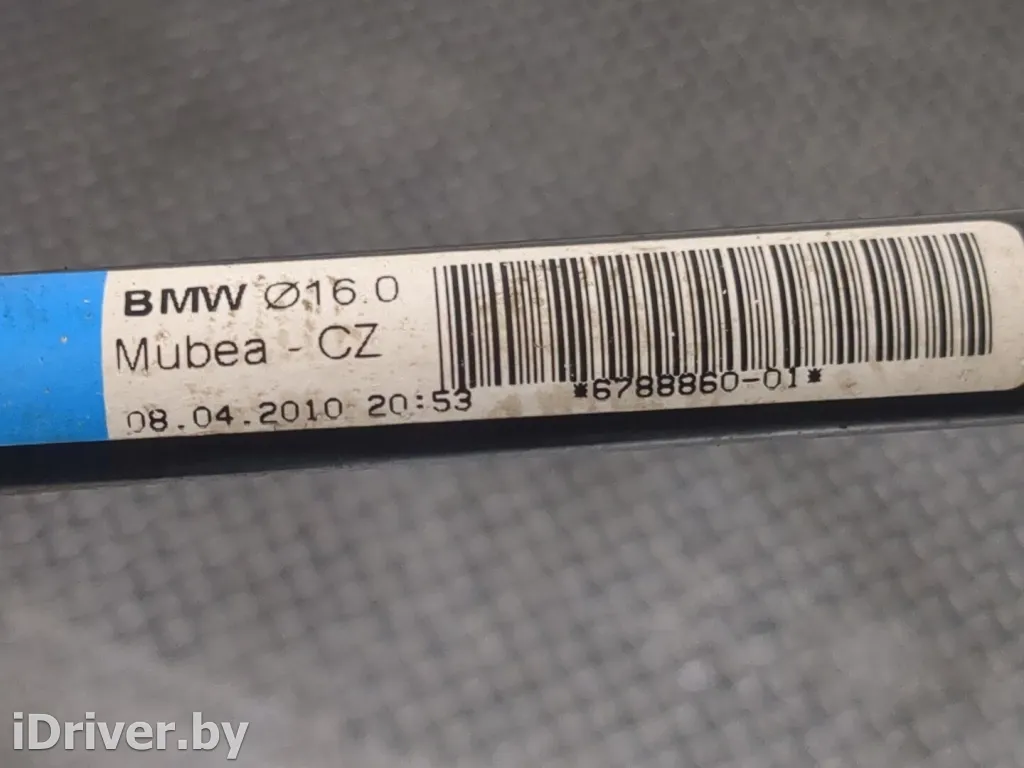 BMW Ø16.0
Mubea - CZ
08.04.2010 20:53
*6788860-01*
iDriver.by